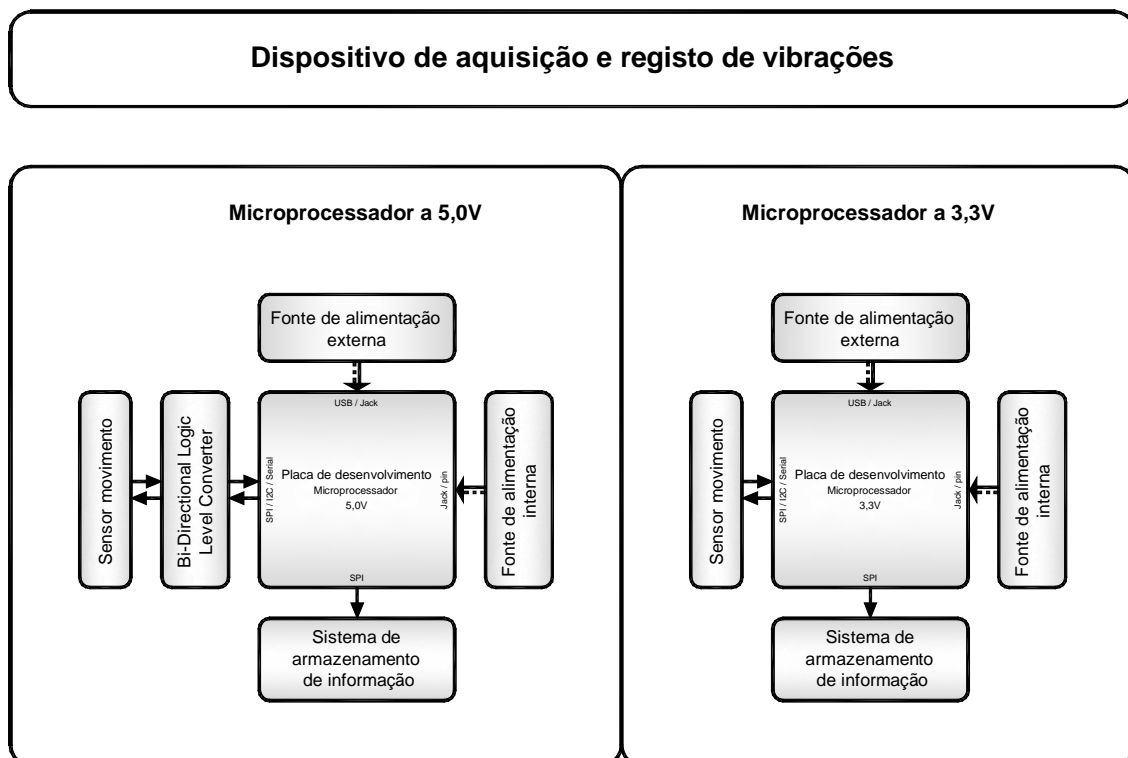 Dispositivo de aquisição e registo de vibrações
Microprocessador a 5,0V
Fonte de alimentação
externa
USB / Jack
Sensor movimento
Bi-Directional Logic
Level Converter
SPI / I2C / Serial
Placa de desenvolvimento
Microprocessador
5,0V
Jack / pin
Fonte de alimentação
interna
SPI
Sistema de
armazenamento
de informação
Microprocessador a 3,3V
Fonte de alimentação
externa
USB / Jack
Sensor movimento
SPI / I2C / Serial
Placa de desenvolvimento
Microprocessador
3,3V
Jack / pin
Fonte de alimentação
interna
SPI
Sistema de
armazenamento
de informação